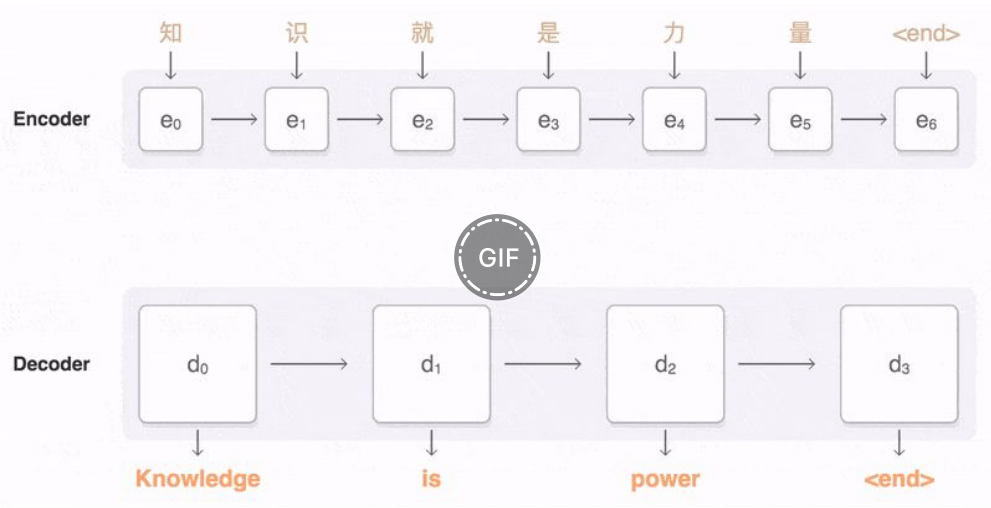 知 识 就 是 力 量 <end>
Encoder e₀ e₁ e₂ e₃ e₄ e₅ e₆
GIF
Decoder d₀ d₁ d₂ d₃
Knowledge is power <end>